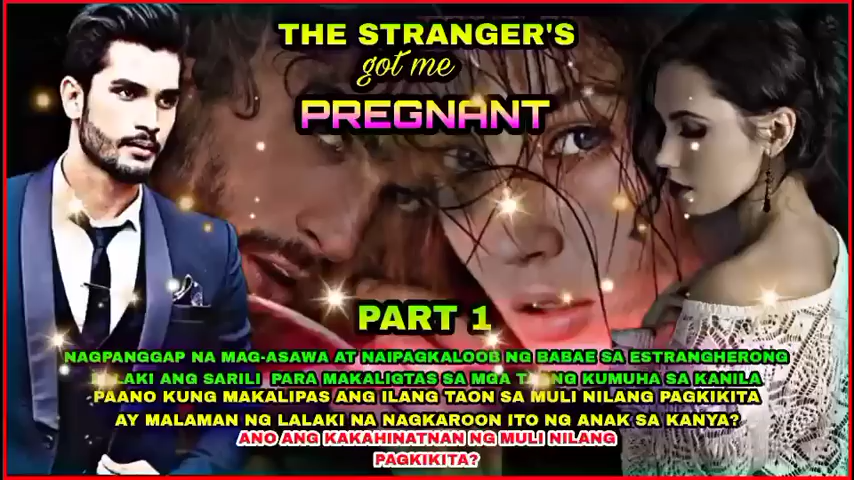 THE STRANGER'S
got me
PREGNANT
PART 1
NAGPANGGAP NA MAG-ASAWA AT NAIPAGKALOOB NG BABAE SA ESTRANGHERONG
ANG SARILI PARA MAKALIGTAS SA MGA KUMUHA SA KANILA
PAANO KUNG MAKALIPAS ANG ILANG TAON SA MULI NILANG PAGKIKITA
AY MALAMAN NG LALAKI NA NAGKAROON ITO NG ANAK SA KANYA?
ANO ANG KAKAHINATNAN NG MULI NILANG
PAGKIKITA?